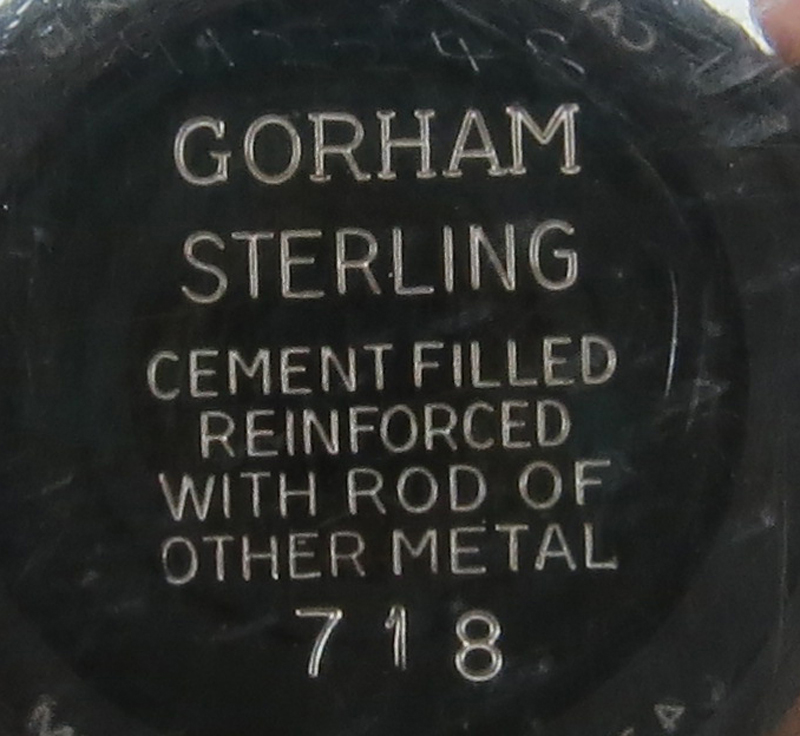 GORHAM
STERLING
CEMENT FILLED
REINFORCED
WITH ROD OF
OTHER METAL
718